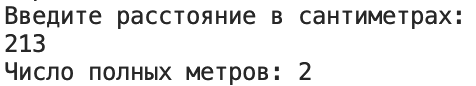 Введите расстояние в сантиметрах:
213
Число полных метров: 2